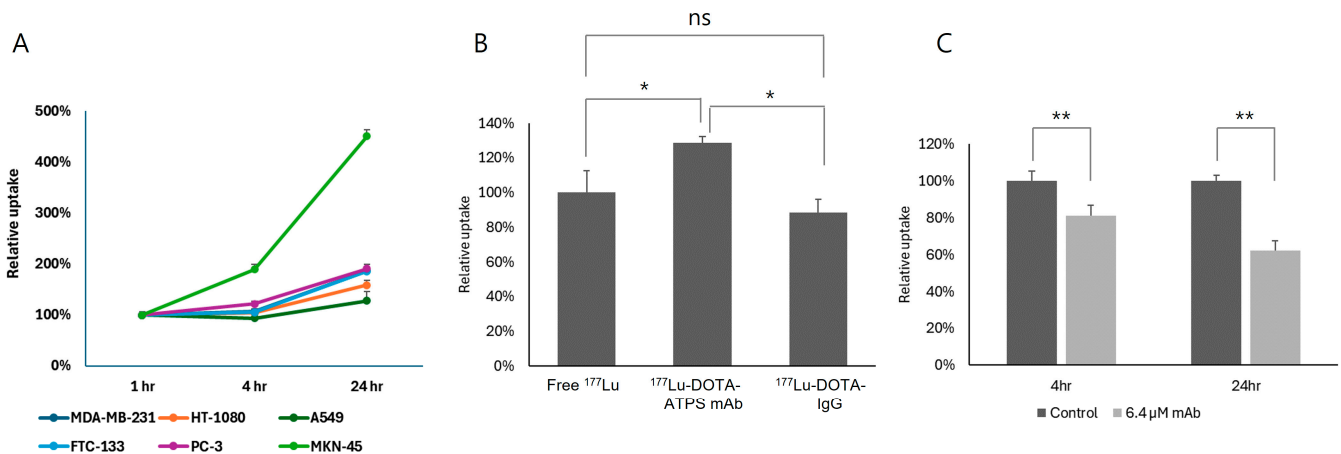 A
Relative uptake
500%
400%
300%
200%
100%
0%
1 hr 4 hr 24 hr
MDA-MB-231 HT-1080 A549
FTC-133 PC-3 MKN-45
B
ns
* *
Relative uptake
140%
120%
100%
80%
60%
40%
20%
0%
Free ¹⁷⁷Lu ¹⁷⁷Lu-DOTA- ¹⁷⁷Lu-DOTA-
ATPS mAb IgG
C
** **
Relative uptake
120%
100%
80%
60%
40%
20%
0%
4hr 24hr
Control 6.4 µM mAb